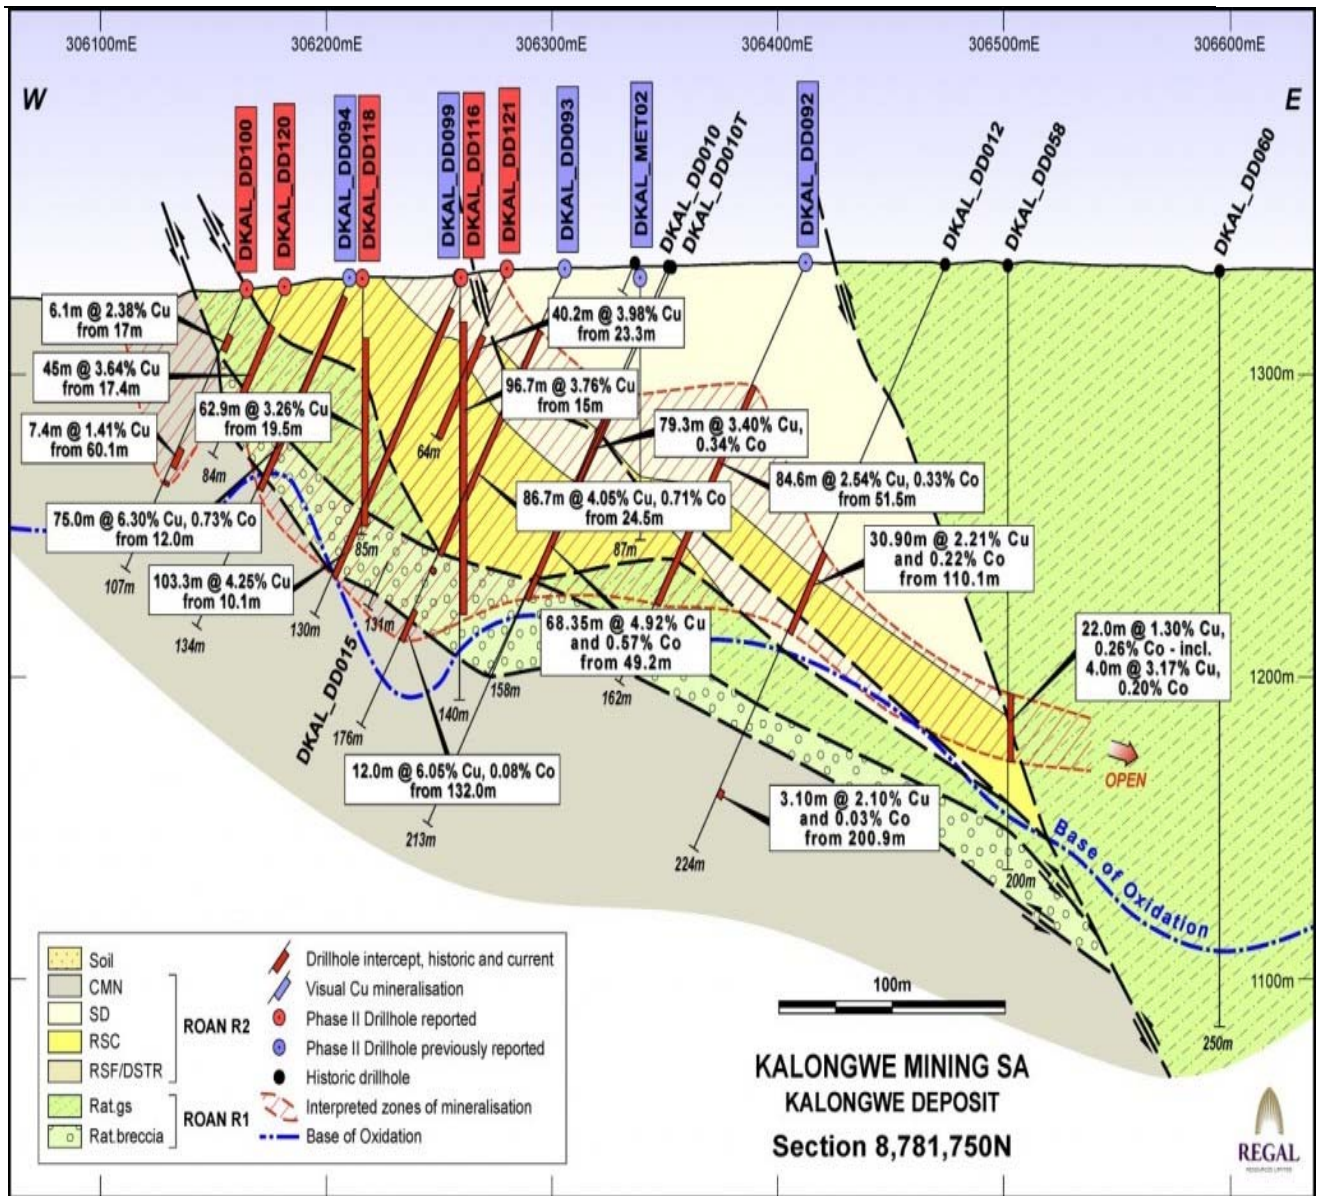 306100mE
306200mE
306300mE
306400mE
306500mE
306600mE
W
E
DKAL_DD100
DKAL_DD120
DKAL_DD094
DKAL_DD118
DKAL_DD099
DKAL_DD116
DKAL_DD121
DKAL_DD093
DKAL_MET02
DKAL_DD010
DKAL_DD010T
DKAL_DD092
DKAL_DD012
DKAL_DD058
DKAL_DD060
6.1m @ 2.38% Cu
from 17m
40.2m @ 3.98% Cu
from 23.3m
45m @ 3.64% Cu
from 17.4m
1300m
96.7m @ 3.76% Cu
from 15m
62.9m @ 3.26% Cu
from 19.5m
79.3m @ 3.40% Cu,
0.34% Co
7.4m @ 1.41% Cu
from 60.1m
64m
84m
84.6m @ 2.54% Cu, 0.33% Co
from 51.5m
86.7m @ 4.05% Cu, 0.71% Co
from 24.5m
75.0m @ 6.30% Cu, 0.73% Co
from 12.0m
85m
87m
30.90m @ 2.21% Cu
and 0.22% Co
from 110.1m
107m
103.3m @ 4.25% Cu
from 10.1m
134m
130m
131m
68.35m @ 4.92% Cu
and 0.57% Co
from 49.2m
22.0m @ 1.30% Cu,
0.26% Co - incl.
4.0m @ 3.17% Cu,
0.20% Co
1200m
DKAL_DD015
158m
162m
140m
176m
OPEN
12.0m @ 6.05% Cu, 0.08% Co
from 132.0m
3.10m @ 2.10% Cu
and 0.03% Co
from 200.9m
213m
224m
200m
Base of Oxidation
250m
1100m
100m
Soil
CMN
SD
RSC
RSF/DSTR
ROAN R2
Rat.gs
Rat.breccia
ROAN R1
Drillhole intercept, historic and current
Visual Cu mineralisation
Phase II Drillhole reported
Phase II Drillhole previously reported
Historic drillhole
Interpreted zones of mineralisation
Base of Oxidation
KALONGWE MINING SA
KALONGWE DEPOSIT
Section 8,781,750N
REGAL
RESOURCES LIMITED